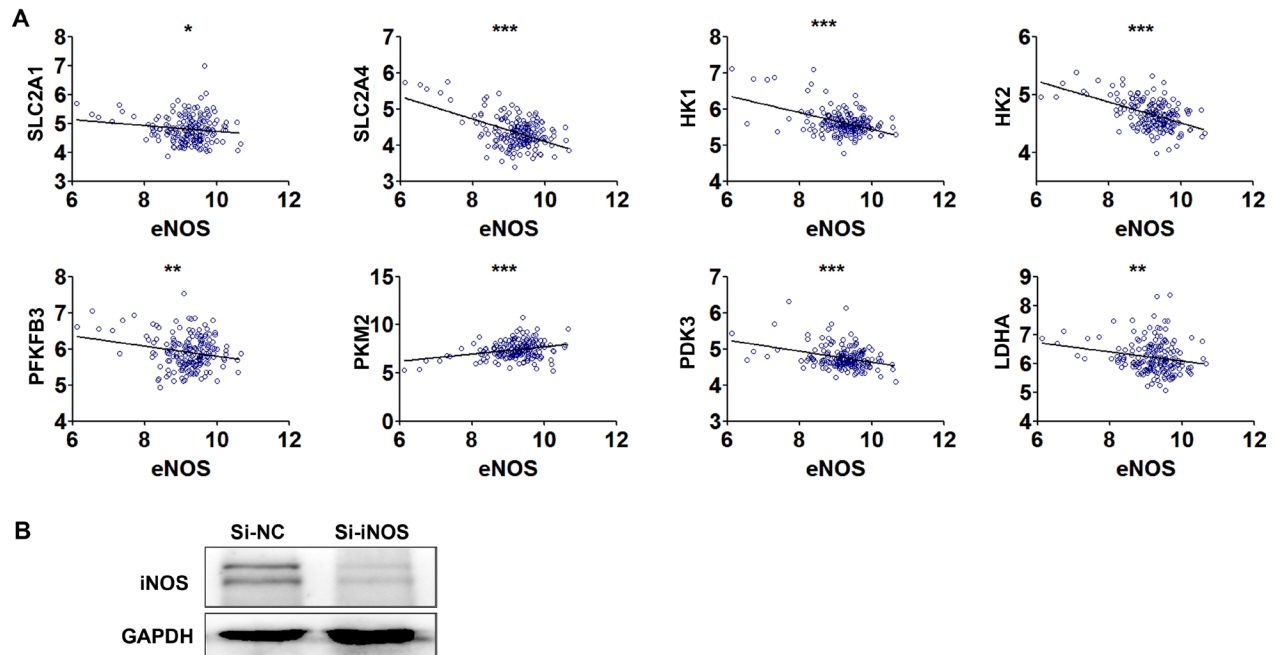 A
* *** *** ***
8 7 8 6
7 6 7
6 5 6 5
5 4 5 4
4
3 3 4
SLC2A1 SLC2A4 HK1 HK2
6 8 10 12 6 8 10 12 4 6 8 10 12 6 8 10 12
eNOS eNOS eNOS eNOS
** *** *** **
8 15 7 9
7 10 6 8
6 5 7
5 5 4 6
5
4 0 3 4
PFKFB3 PKM2 PDK3 LDHA
6 8 10 12 6 8 10 12 6 8 10 12 6 8 10 12
eNOS eNOS eNOS eNOS
B
Si-NC Si-iNOS
iNOS
GAPDH